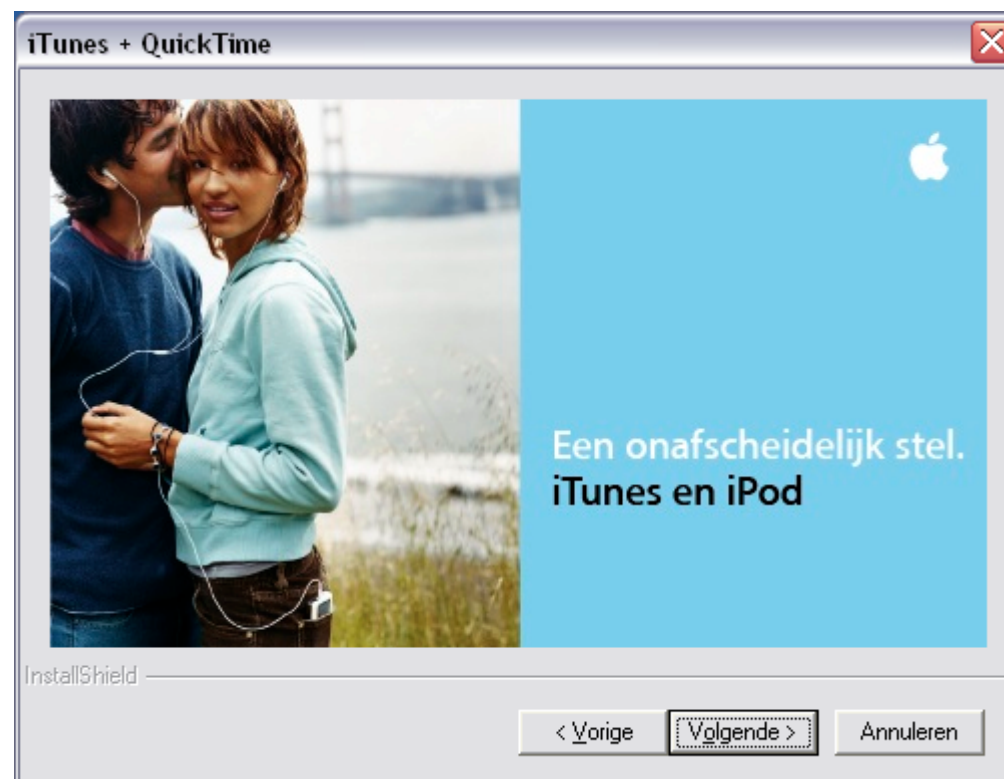 iTunes + QuickTime
Een onafscheidelijk stel.
iTunes en iPod
InstallShield
< Vorige
Volgende >
Annuleren